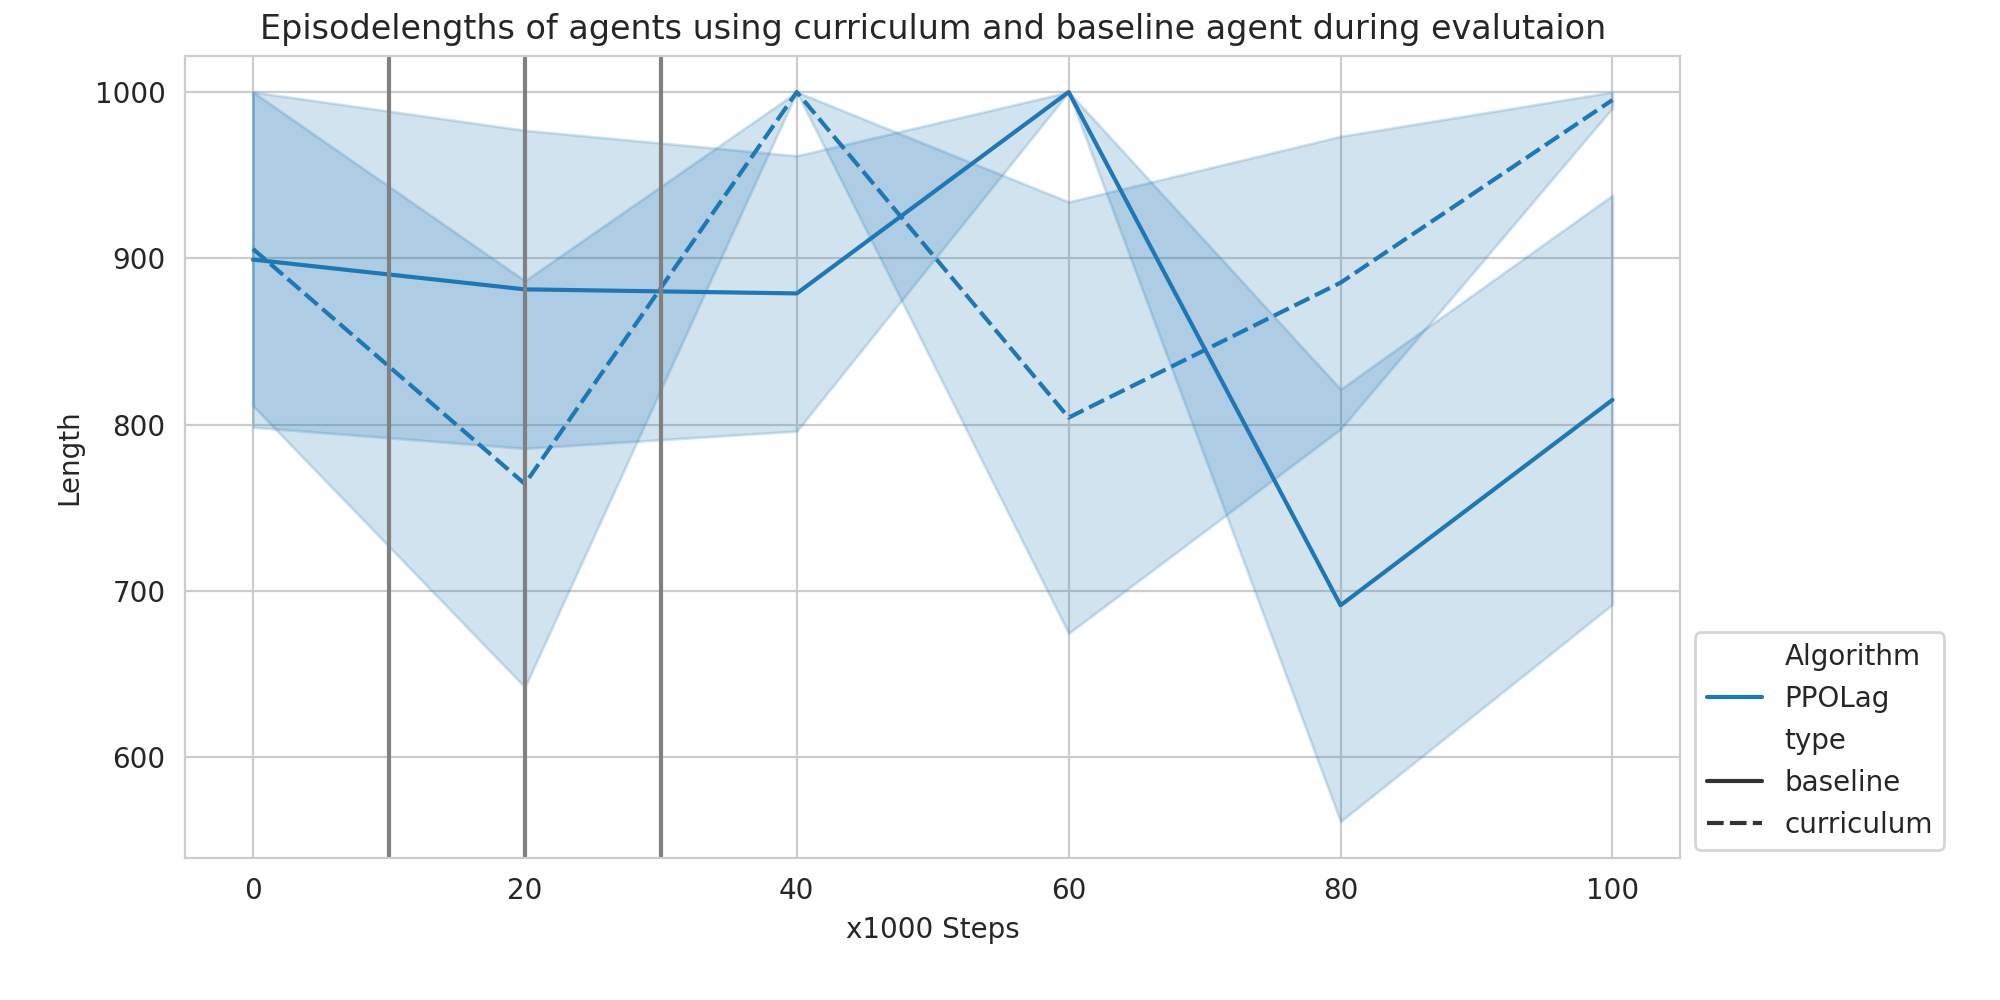 Episodelengths of agents using curriculum and baseline agent during evalutaion
1000
900
800
700
600
Length
0 20 40 60 80 100
x1000 Steps
Algorithm
PPOLag
type
baseline
curriculum